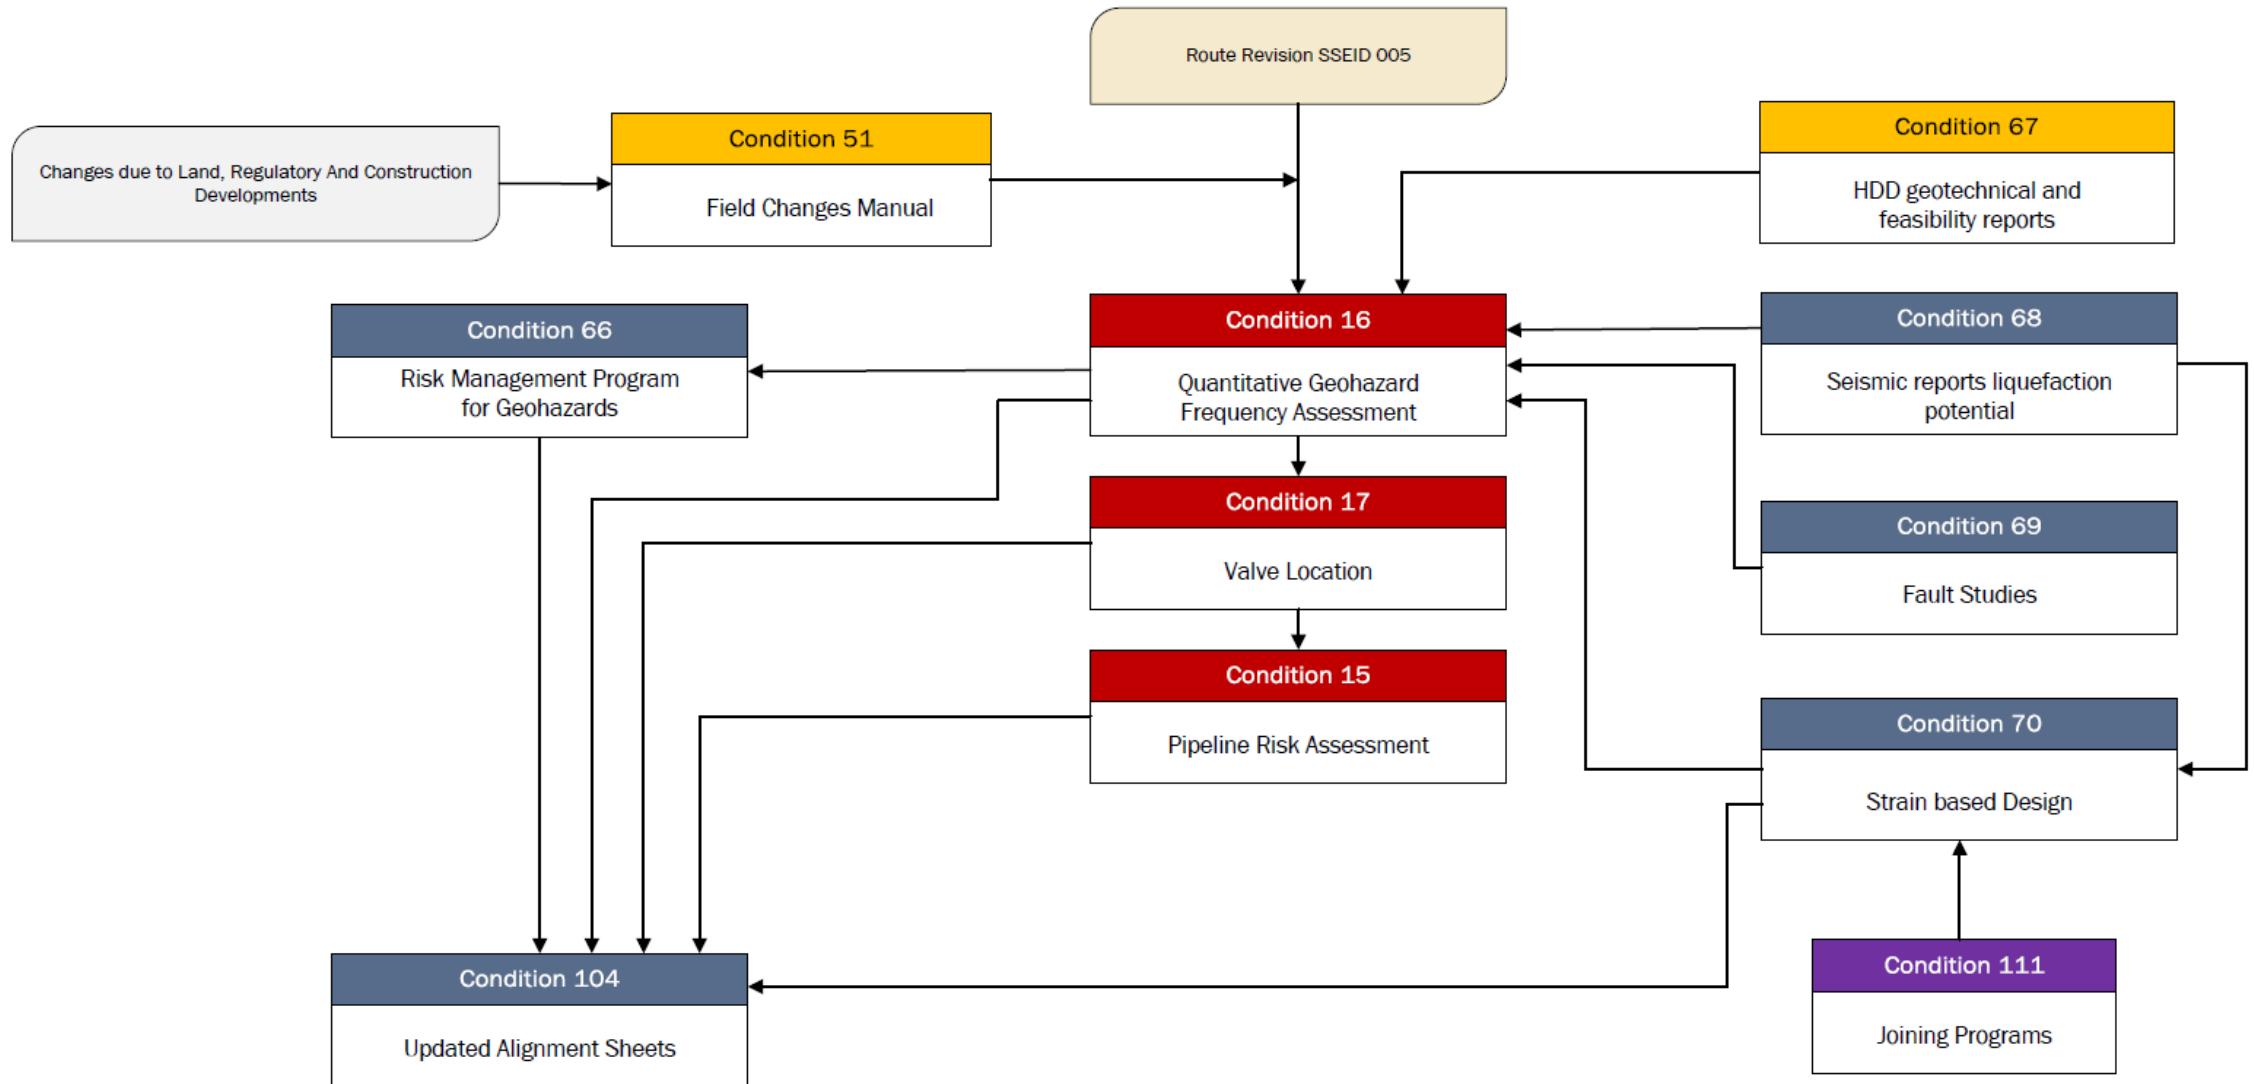 Route Revision SSEID 005
Changes due to Land, Regulatory And Construction
Developments
Condition 51
Field Changes Manual
Condition 67
HDD geotechnical and
feasibility reports
Condition 66
Risk Management Program
for Geohazards
Condition 16
Quantitative Geohazard
Frequency Assessment
Condition 68
Seismic reports liquefaction
potential
Condition 17
Valve Location
Condition 69
Fault Studies
Condition 15
Pipeline Risk Assessment
Condition 70
Strain based Design
Condition 104
Updated Alignment Sheets
Condition 111
Joining Programs